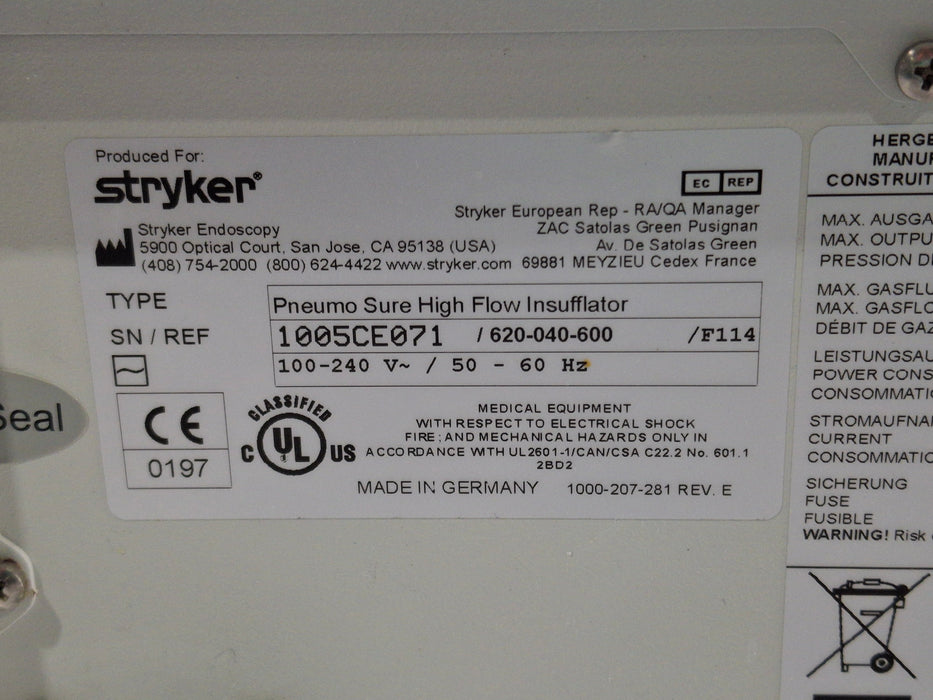 Produced For:
stryker®
EC REP
Stryker European Rep - RA/QA Manager
ZAC Satolas Green Pusignan
Av. De Satolas Green
69881 MEYZIEU Cedex France
Stryker Endoscopy
5900 Optical Court, San Jose, CA 95138 (USA)
(408) 754-2000 (800) 624-4422 www.stryker.com
TYPE Pneumo Sure High Flow Insufflator
SN / REF 1005CE071 / 620-040-600 /F114
100-240 V~ / 50 - 60 Hz
CE
0197
CLASSIFIED
C UL US
MEDICAL EQUIPMENT
WITH RESPECT TO ELECTRICAL SHOCK
FIRE ; AND MECHANICAL HAZARDS ONLY IN
ACCORDANCE WITH UL2601-1/CAN/CSA C22.2 No. 601.1
2BD2
MADE IN GERMANY 1000-207-281 REV. E
Seal
HERGE
MANUF
CONSTRUIT
MAX. AUSGA
MAX. OUTPU
PRESSION D
MAX. GASFLU
MAX. GASFLO
DÉBIT DE GAZ
LEISTUNGSAU
POWER CONS
CONSOMMATIO
STROMAUFNA
CURRENT
CONSOMMATIO
SICHERUNG
FUSE
FUSIBLE
WARNING! Risk